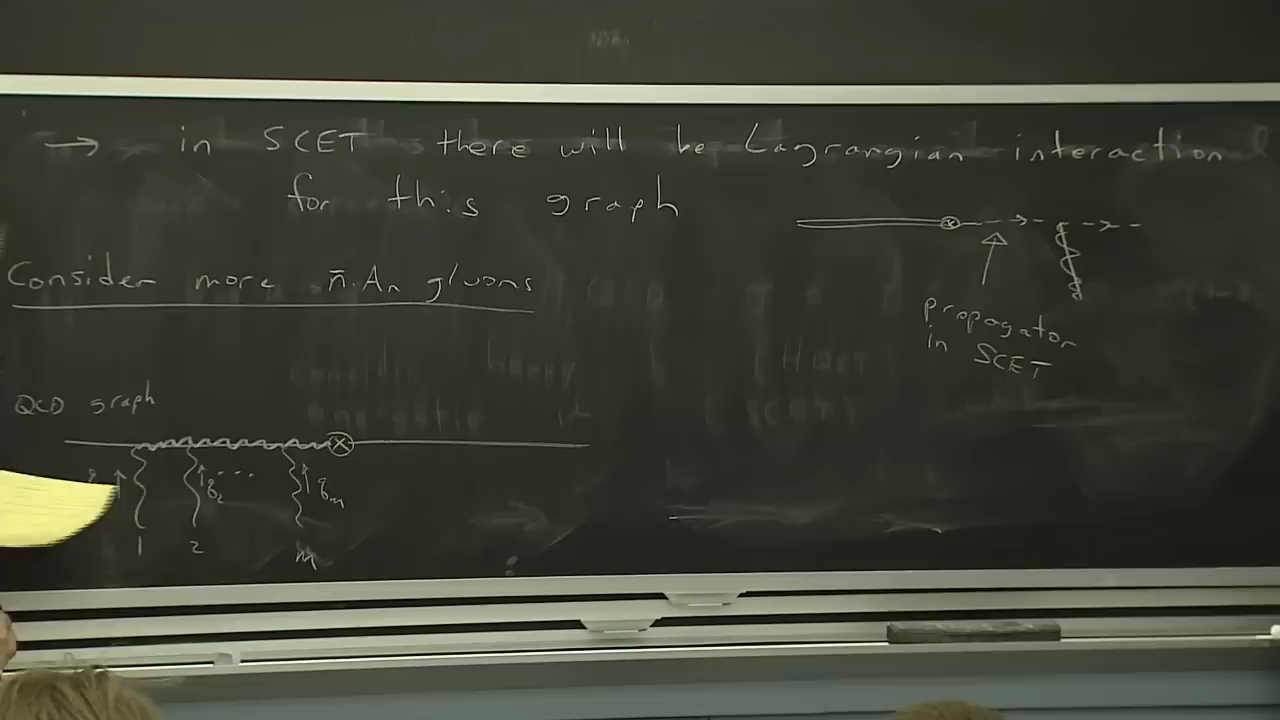 → in SCET there will be Lagrangian interaction
for this graph
propagator
in SCET
Consider more n̄·Aₙ gluons
QCD graph
q₂ ... qₘ
1 2 m